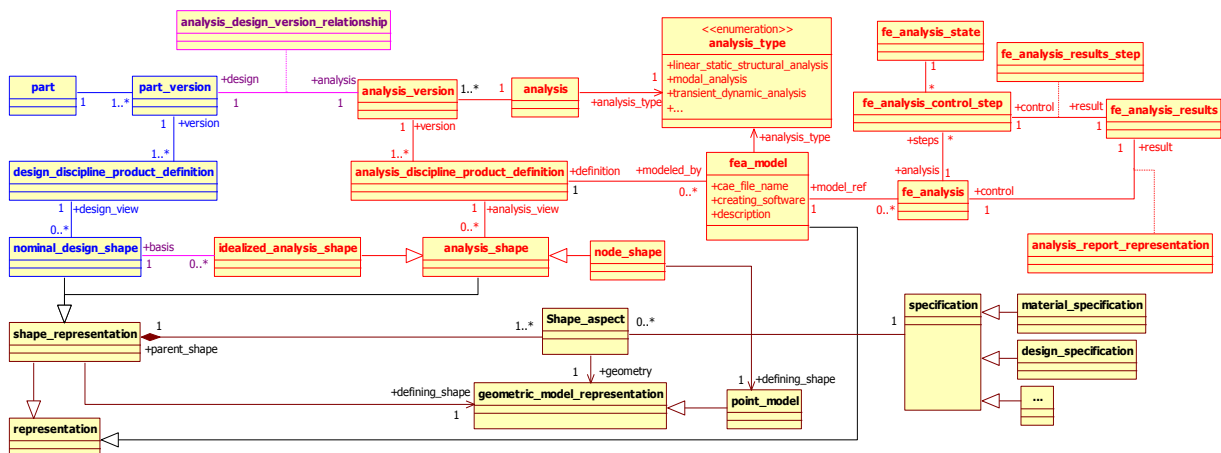 analysis_design_version_relationship
<<enumeration>>
analysis_type
+linear_static_structural_analysis
+modal_analysis
+transient_dynamic_analysis
+...
fe_analysis_state
fe_analysis_results_step
part
1
1..*
part_version
+design
1
+analysis
1
analysis_version
1..*
1
analysis
1
+analysis_type
1
*
fe_analysis_control_step
+control
1
+result
1
fe_analysis_results
1
+version
1..*
1
+version
1..*
+analysis_type
+steps
*
1
+result
design_discipline_product_definition
analysis_discipline_product_definition
+definition
1
+modeled_by
0..*
fea_model
+cae_file_name
+creating_software
+description
+model_ref
1
0..*
+analysis
1
fe_analysis
+control
1
1
+design_view
0..*
1
+analysis_view
0..*
nominal_design_shape
+basis
1
0..*
idealized_analysis_shape
analysis_shape
node_shape
analysis_report_representation
shape_representation
1
+parent_shape
1..*
Shape_aspect
0..*
1
specification
material_specification
design_specification
...
+defining_shape
1
1
+geometry
1
+defining_shape
geometric_model_representation
point_model
representation